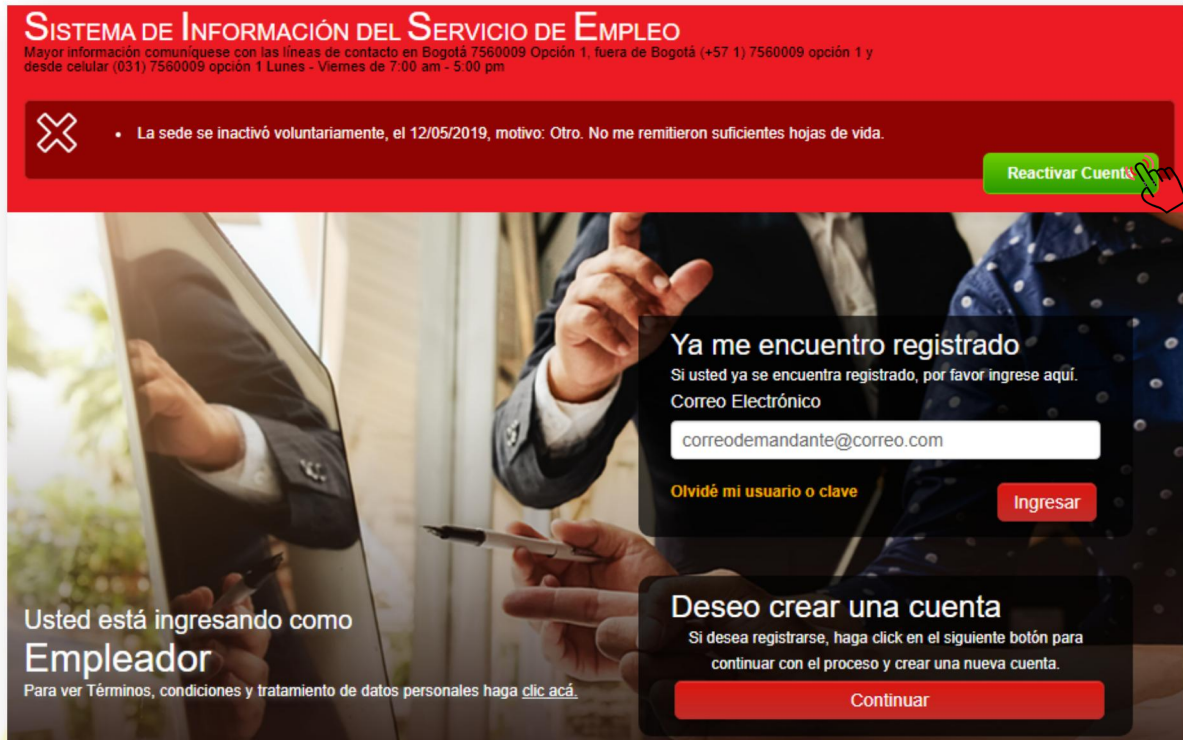 SISTEMA DE INFORMACIÓN DEL SERVICIO DE EMPLEO
Mayor información comuníquese con las líneas de contacto en Bogotá 7560009 Opción 1, fuera de Bogotá (+57 1) 7560009 opción 1 y
desde celular (031) 7560009 opción 1 Lunes - Viernes de 7:00 am - 5:00 pm
• La sede se inactivó voluntariamente, el 12/05/2019, motivo: Otro. No me remitieron suficientes hojas de vida.
Reactivar Cuenta
Ya me encuentro registrado
Si usted ya se encuentra registrado, por favor ingrese aquí.
Correo Electrónico
correodemandante@correo.com
Olvidé mi usuario o clave
Ingresar
Usted está ingresando como
Empleador
Para ver Términos, condiciones y tratamiento de datos personales haga clic acá.
Deseo crear una cuenta
Si desea registrarse, haga click en el siguiente botón para
continuar con el proceso y crear una nueva cuenta.
Continuar